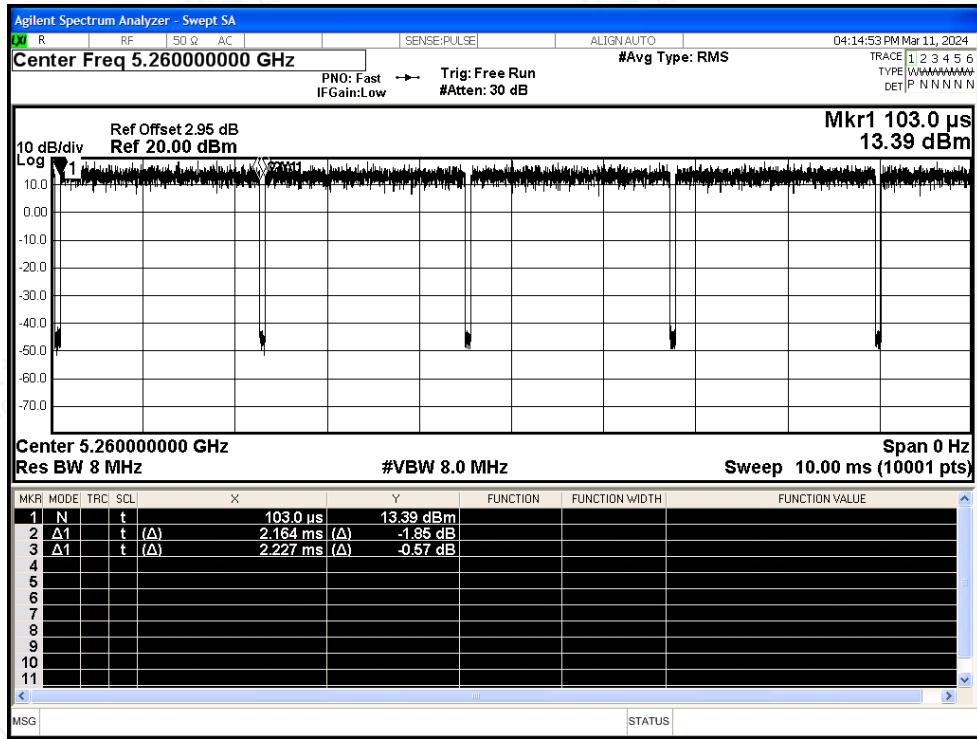 Agilent Spectrum Analyzer - Swept SA
LXI R RF 50 Ω AC SENSE:PULSE ALIGN AUTO 04:14:53 PM Mar 11, 2024
Center Freq 5.260000000 GHz #Avg Type: RMS TRACE 1 2 3 4 5 6
PNO: Fast Trig: Free Run TYPE WWWWWW
IFGain:Low #Atten: 30 dB DET P N N N N N
Mkr1 103.0 µs
Ref Offset 2.95 dB
10 dB/div Ref 20.00 dBm 13.39 dBm
Log
1
10.0
0.00
-10.0
-20.0
-30.0
-40.0
-50.0
-60.0
-70.0
Center 5.260000000 GHz Span 0 Hz
Res BW 8 MHz #VBW 8.0 MHz Sweep 10.00 ms (10001 pts)
MKR MODE TRC SCL X Y FUNCTION FUNCTION WIDTH FUNCTION VALUE
1 N t 103.0 µs 13.39 dBm
2 Δ1 t (Δ) 2.164 ms (Δ) -1.85 dB
3 Δ1 t (Δ) 2.227 ms (Δ) -0.57 dB
4
5
6
7
8
9
10
11
MSG STATUS